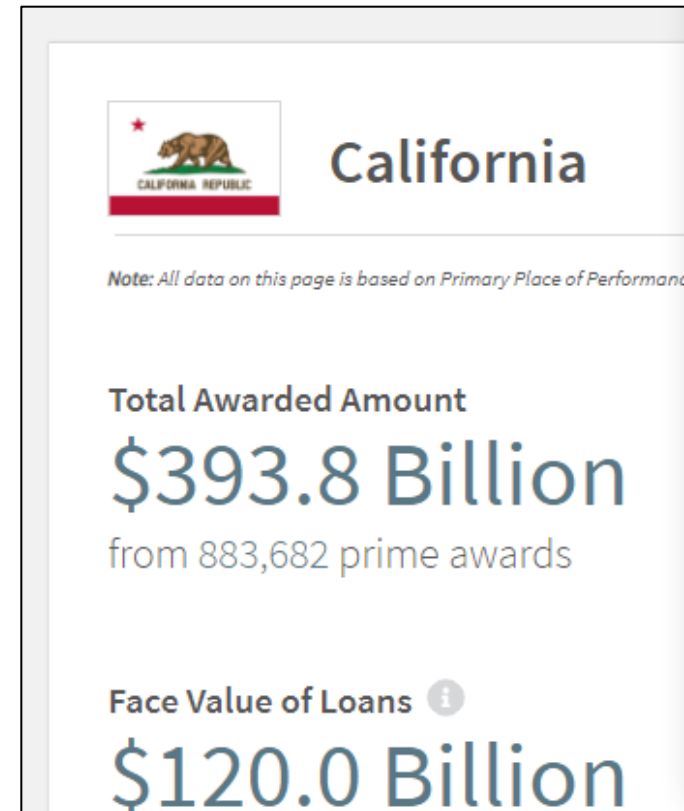 CALIFORNIA REPUBLIC
California
Note: All data on this page is based on Primary Place of
Total Awarded Amount
$393.8 Billion
from 883,682 prime awards
Face Value of Loans
$120.0 Billion